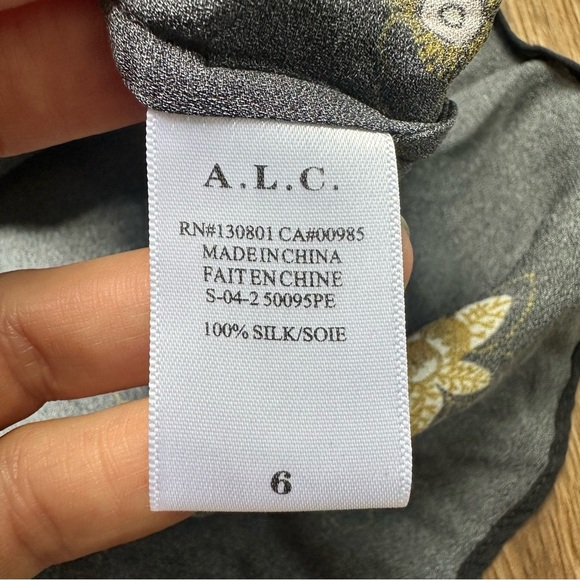 A.L.C.
RN#130801 CA#00985
MADE IN CHINA
FAIT EN CHINE
S-04-2 50095PE
100% SILK/SOIE
6